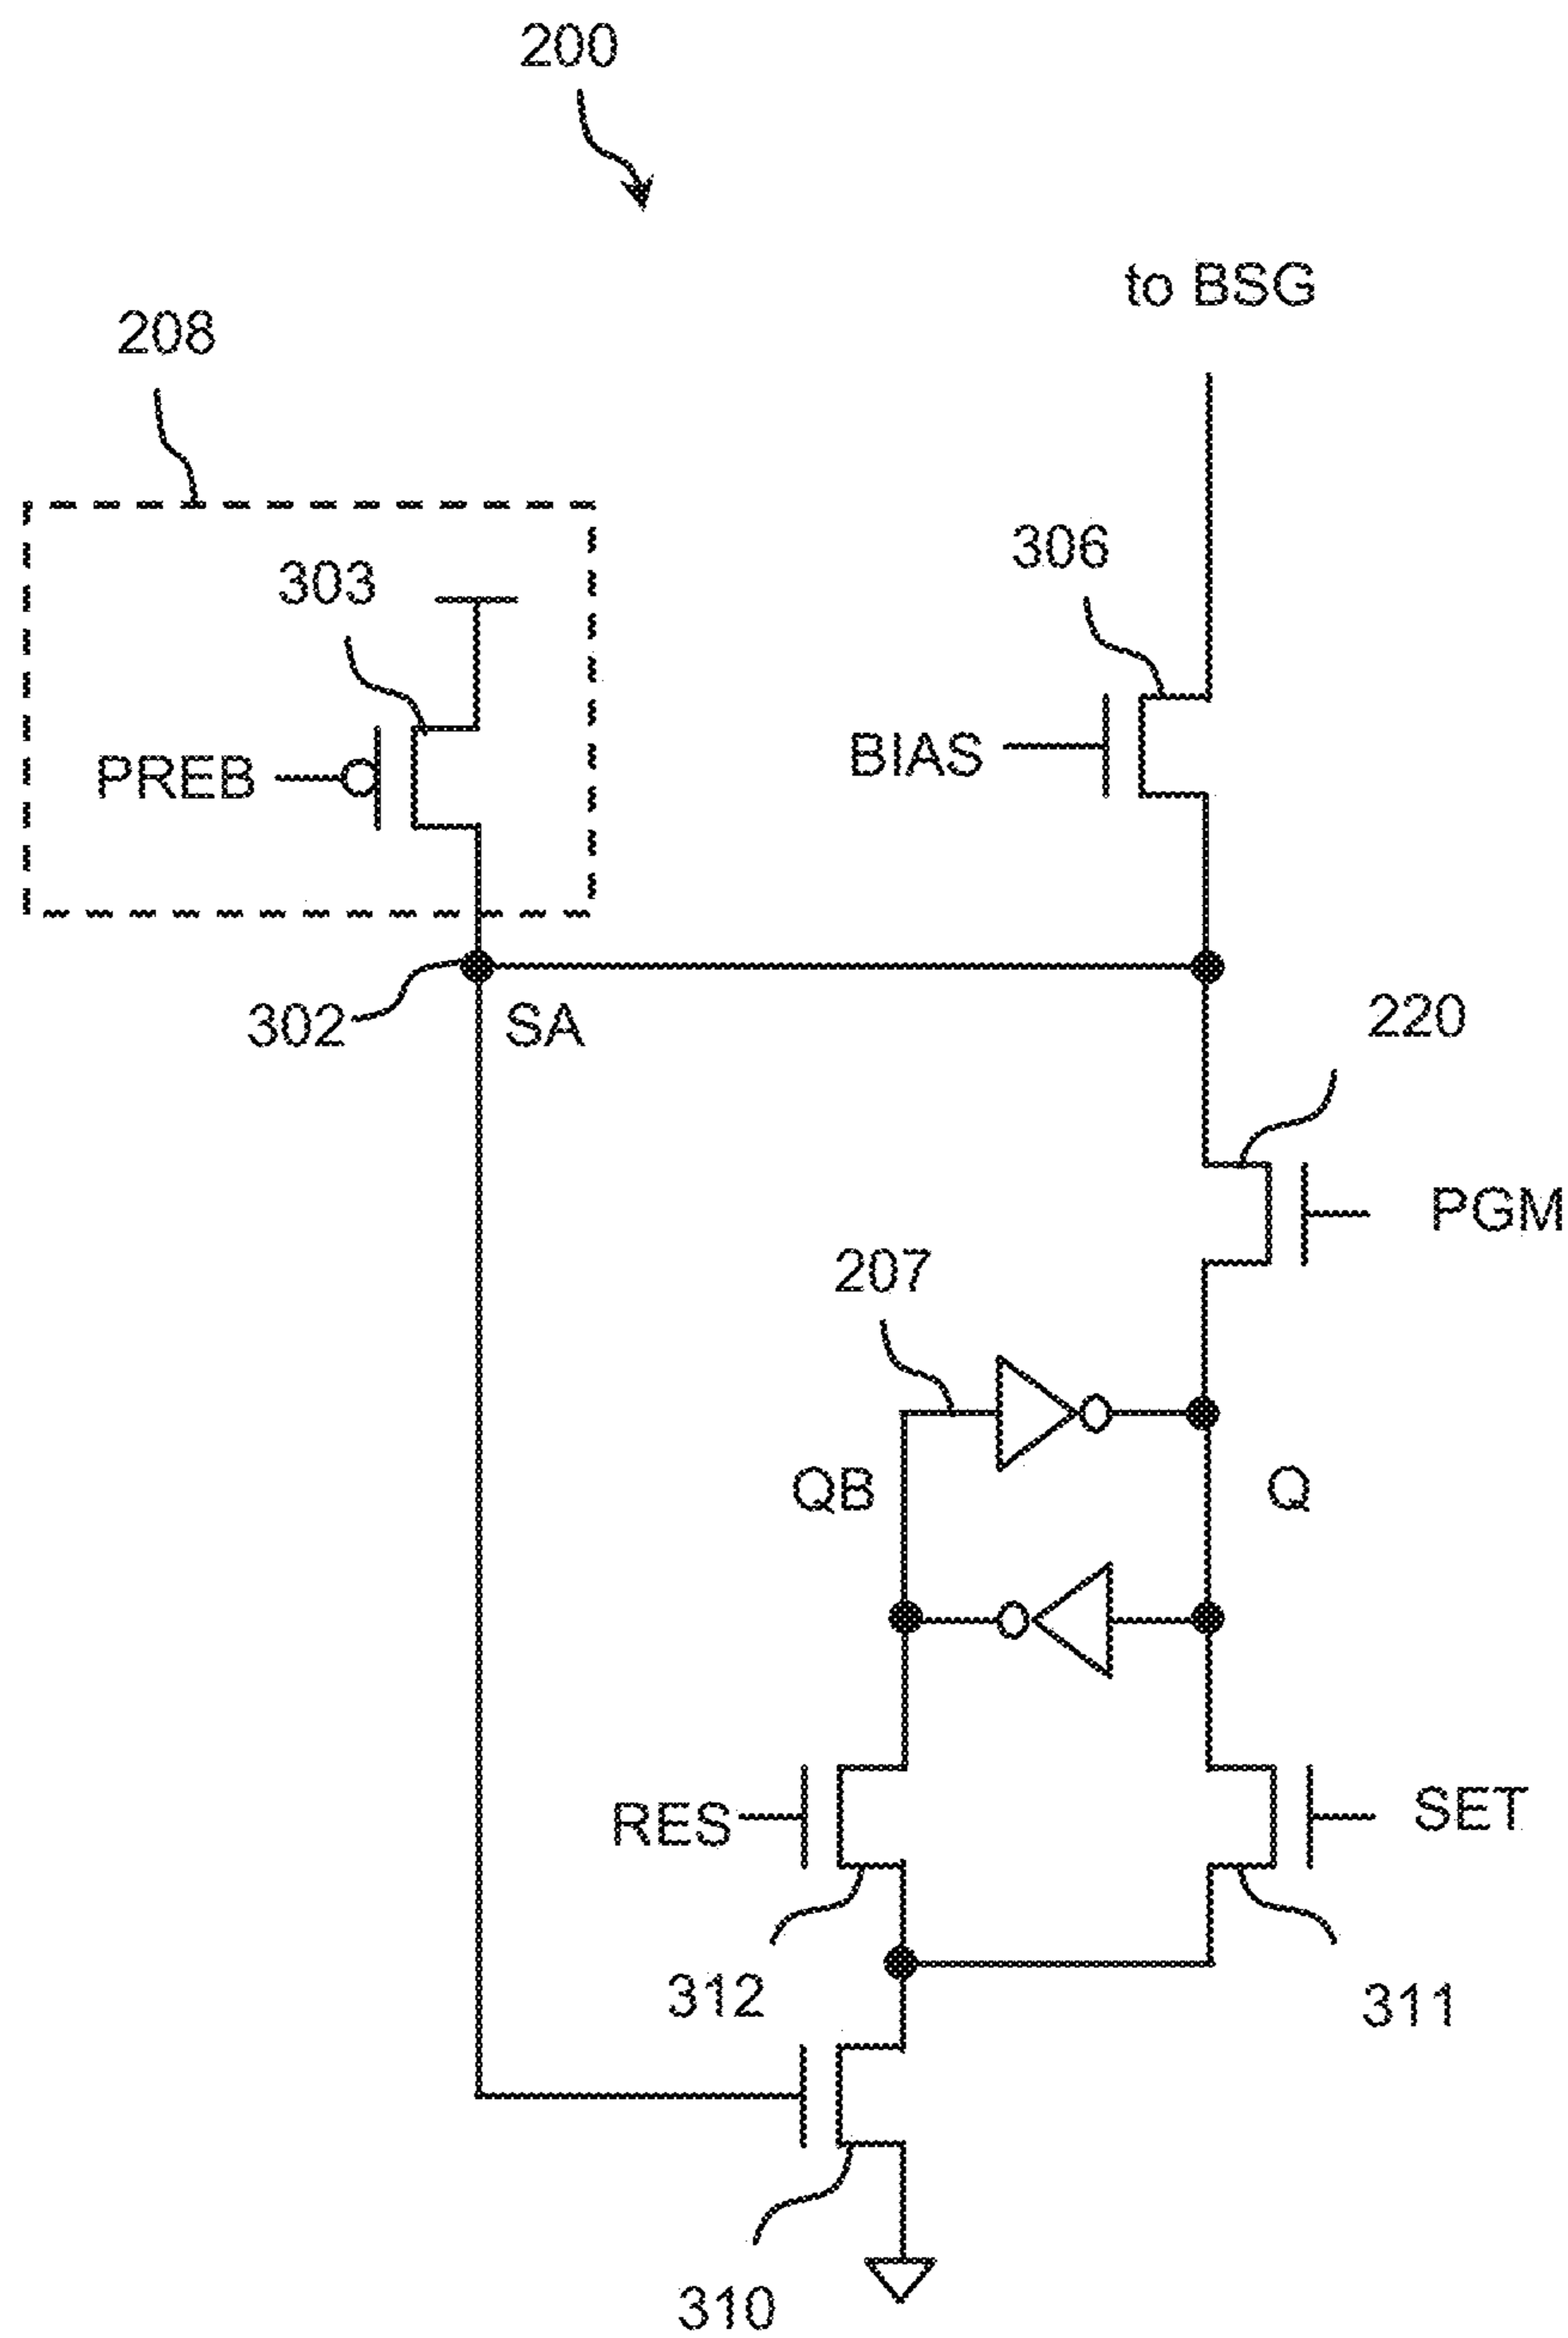 200
to BSG
208
306
303
BIAS
PREB
302
SA
220
PGM
207
QB
Q
RES
SET
312
311
310